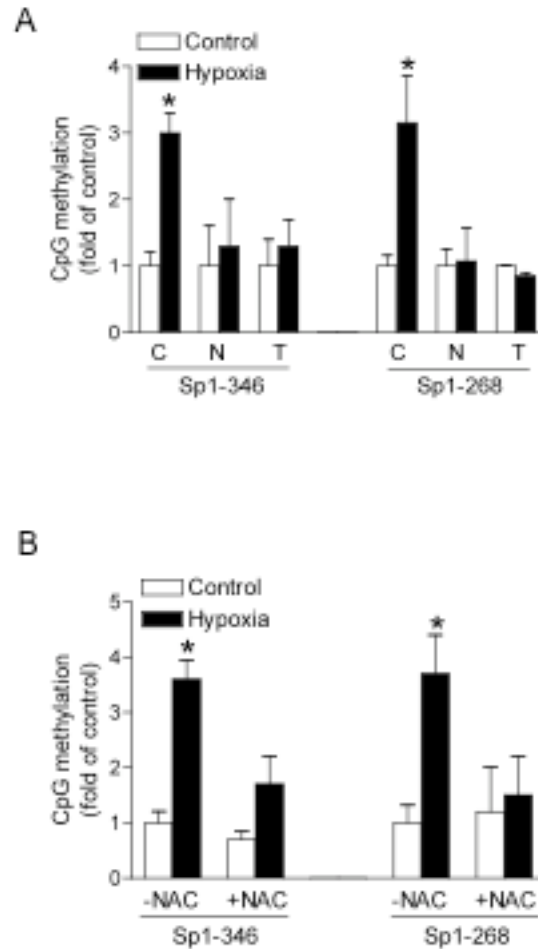 A
Control
Hypoxia
CpG methylation
(fold of control)
4
3
2
1
0
* *
C N T C N T
Sp1-346 Sp1-268
B
Control
Hypoxia
CpG methylation
(fold of control)
5
4
3
2
1
0
* *
-NAC +NAC -NAC +NAC
Sp1-346 Sp1-268